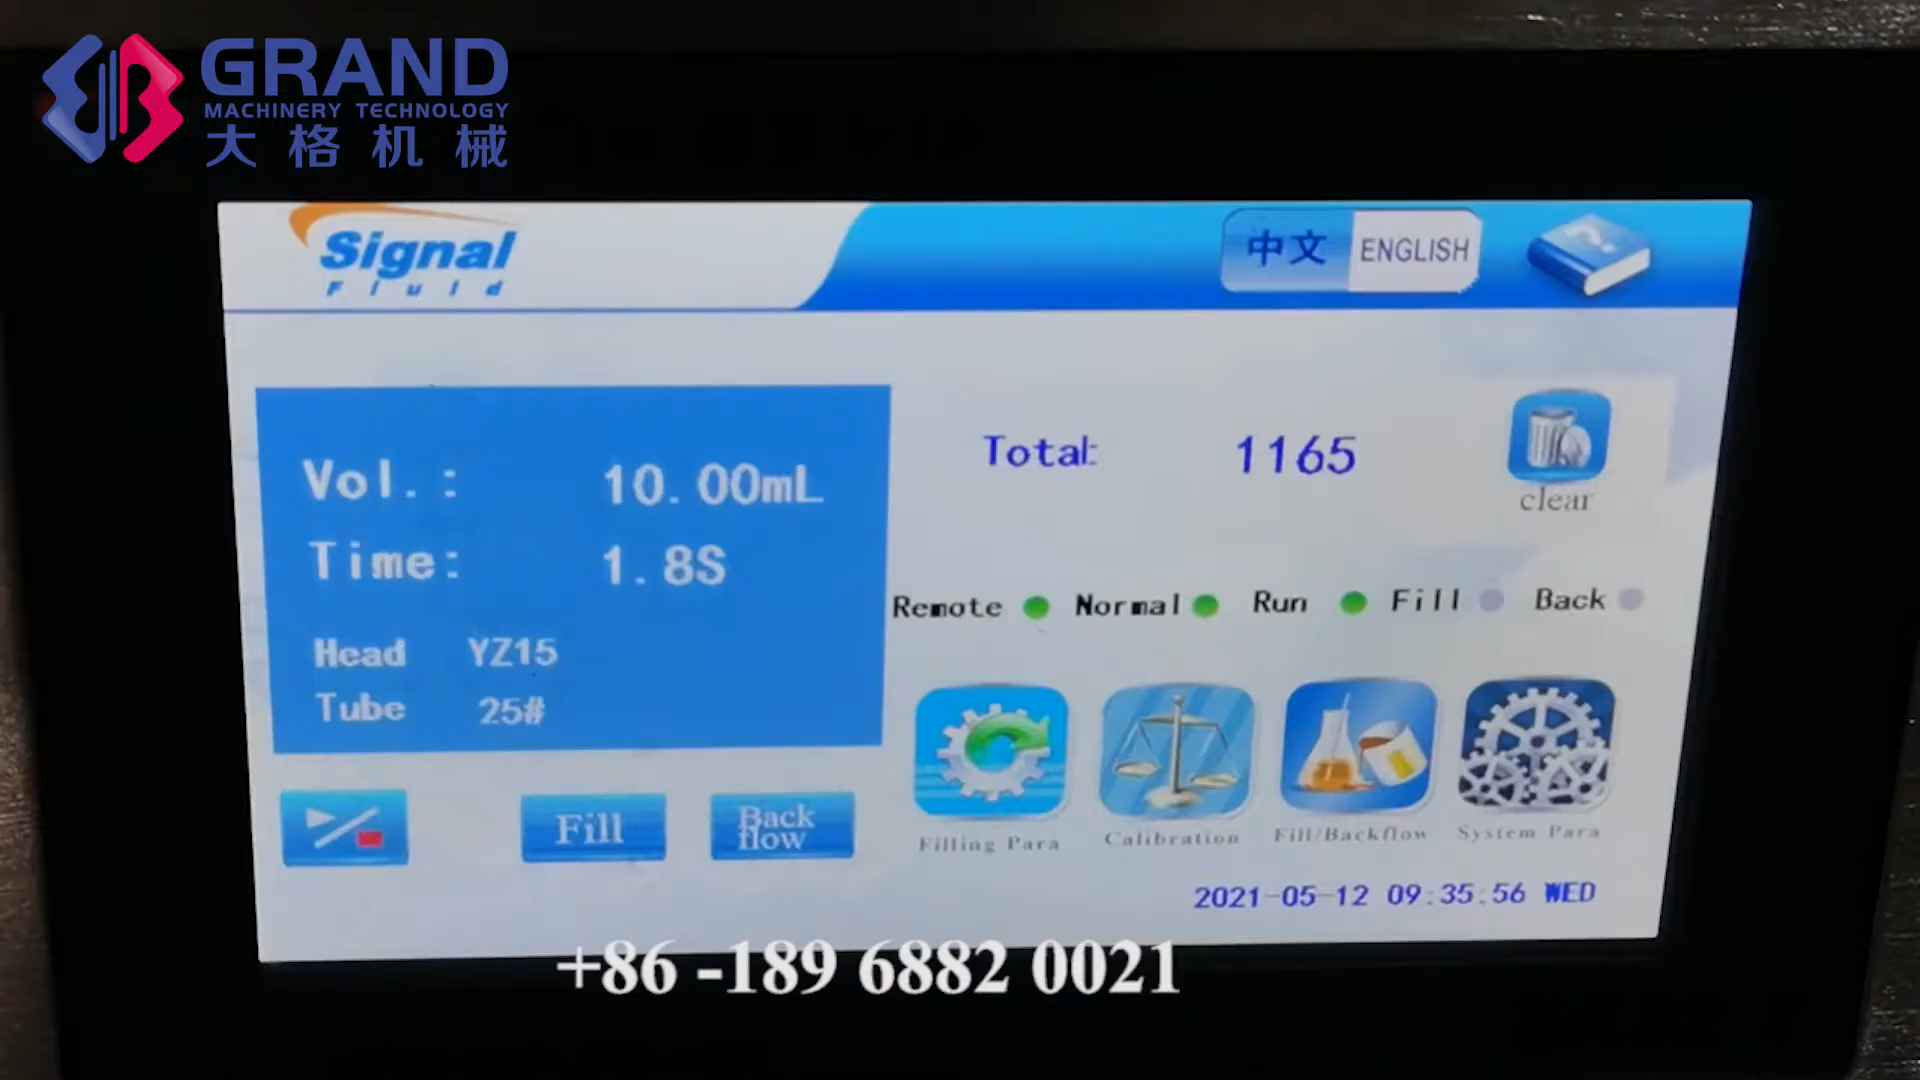 GRAND
MACHINERY TECHNOLOGY
大格机械
Signal
Fluid
中文 ENGLISH
Vol.: 10.00mL
Time: 1.8S
Head YZ15
Tube 25#
Total: 1165
clear
Remote Normal Run Fill Back
Fill
Back flow
Filling Para Calibration Fill/Backflow System Para
2021-05-12 09:35:56 WED
+86 -189 6882 0021